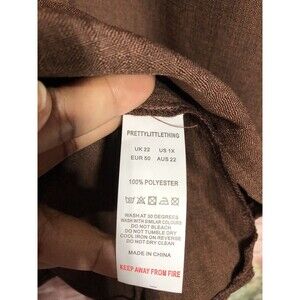 PRETTYLITTLETHING
UK 22 US 1X
EUR 50 AUS 22
100% POLYESTER
WASH AT 30 DEGREES
WASH WITH SIMILAR COLOURS
DO NOT BLEACH
DO NOT TUMBLE DRY
COOL IRON ON REVERSE
DO NOT DRY CLEAN
MADE IN CHINA
KEEP AWAY FROM FIRE